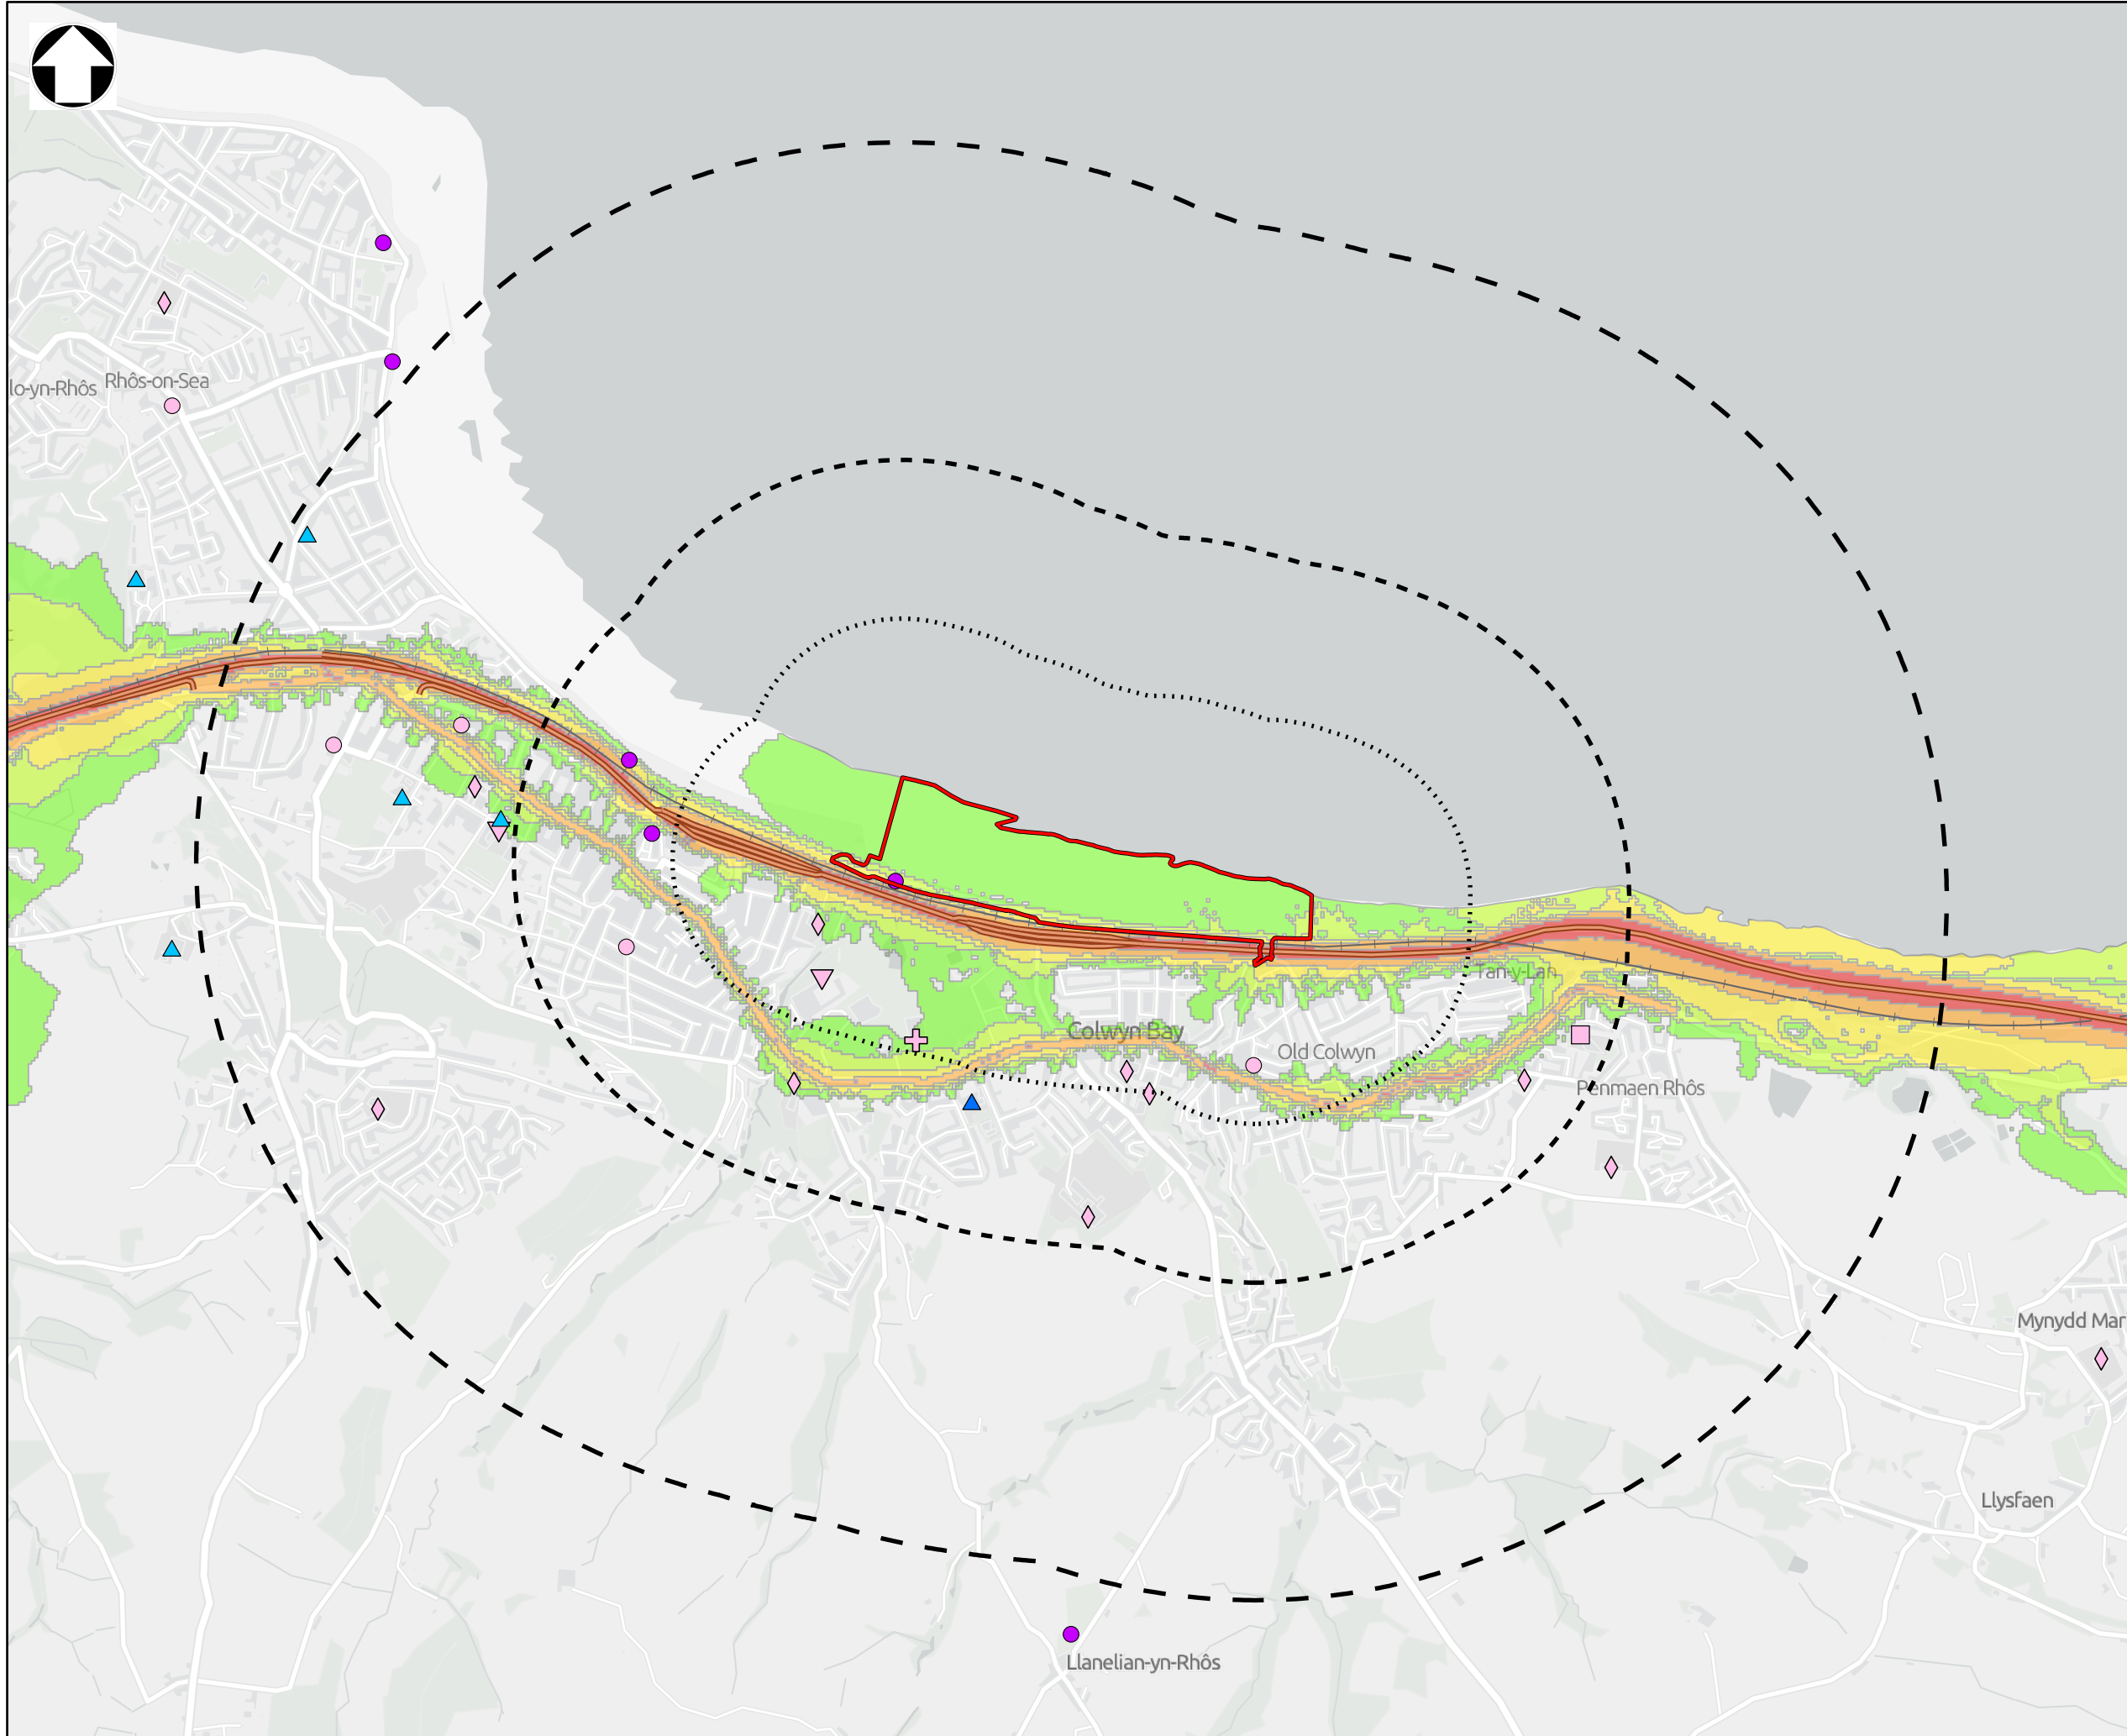 lo-yn-Rhôs
Rhôs-on-Sea
Tan-y-Lan
Colwyn Bay
Old Colwyn
Penmaen Rhôs
Mynydd Mar
Llysfaen
Llanelian-yn-Rhôs